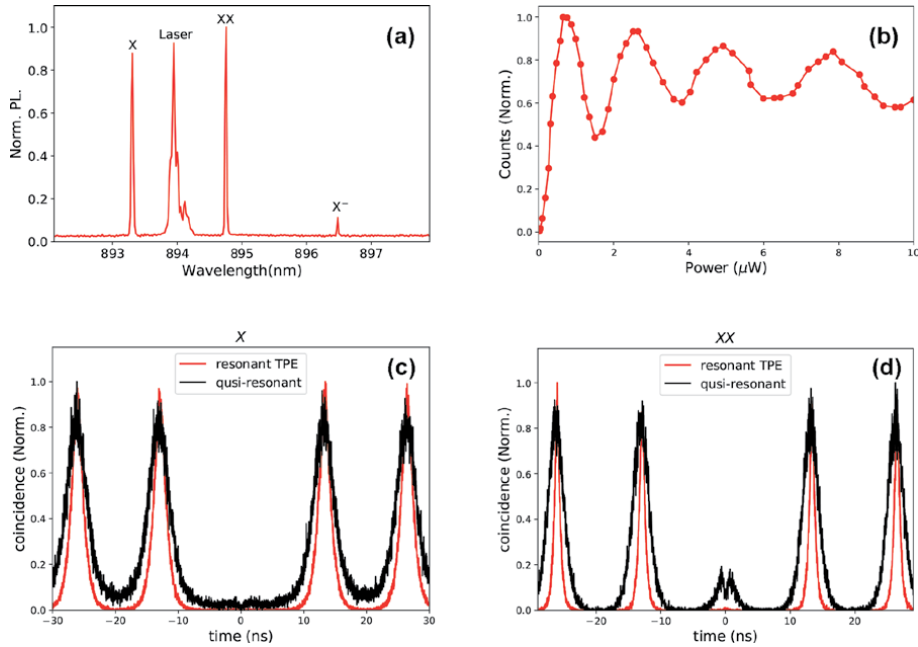 (a)
X
Laser
XX
X⁻
Norm. PL.
1.0
0.8
0.6
0.4
0.2
0.0
893
894
895
896
897
Wavelength(nm)
(b)
Counts (Norm.)
1.0
0.8
0.6
0.4
0.2
0.0
0
2
4
6
8
10
Power (μW)
X
(c)
resonant TPE
qusi-resonant
coincidence (Norm.)
1.0
0.8
0.6
0.4
0.2
0.0
−30
−20
−10
0
10
20
30
time (ns)
XX
(d)
resonant TPE
qusi-resonant
coincidence (Norm.)
1.0
0.8
0.6
0.4
0.2
0.0
−20
−10
0
10
20
time (ns)